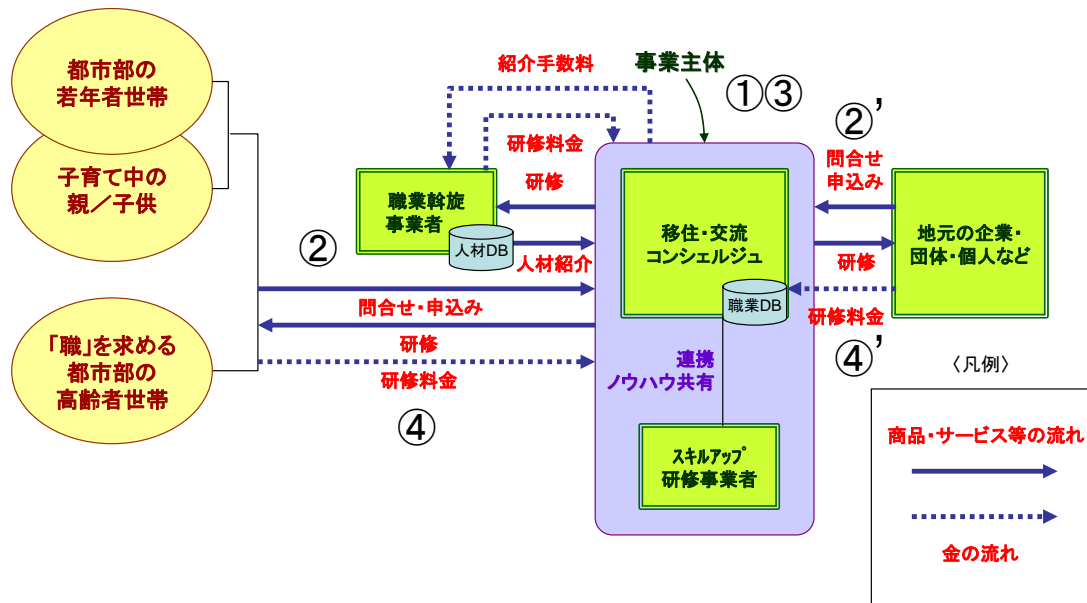 都市部の
若年者世帯
子育て中の
親／子供
「職」を求める
都市部の
高齢者世帯
②
紹介手数料
研修料金
研修
職業斡旋
事業者
人材DB
人材紹介
問合せ・申込み
研修
研修料金
④
事業主体
①③
移住・交流
コンシェルジュ
職業DB
連携
ノウハウ共有
スキルアップ
研修事業者
②’
問合せ
申込み
研修
研修料金
④’
地元の企業・
団体・個人など
〈凡例〉
商品・サービス等の流れ
金の流れ